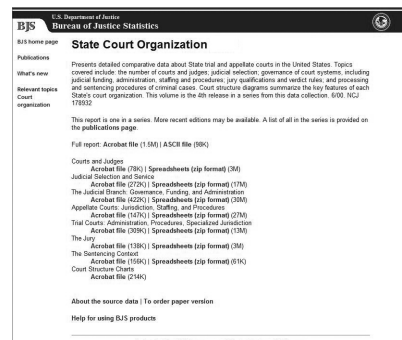 U.S. Department of Justice
BJS Bureau of Justice Statistics
BJS home page
Publications
What's new
Relevant topics
Court
organization
State Court Organization
Presents detailed comparative data about State trial and appellate courts in the United States. Topics
covered include: the number of courts and judges; judicial selection; governance of court systems, including
judicial funding, administration, staffing and procedures; jury qualifications and verdict rules; and processing
and sentencing procedures of criminal cases. Court structure diagrams summarize the key features of each
State's court organization. This volume is the 4th release in a series from this data collection. 6/00. NCJ
178932
This report is one in a series. More recent editions may be available. A list of all in the series is provided on
the publications page.
Full report: Acrobat file (1.5M) | ASCII file (98K)
Courts and Judges
Acrobat file (78K) | Spreadsheets (zip format) (3M)
Judicial Selection and Service
Acrobat file (272K) | Spreadsheets (zip format) (17M)
The Judicial Branch: Governance, Funding, and Administration
Acrobat file (422K) | Spreadsheets (zip format) (30M)
Appellate Courts: Jurisdiction, Staffing, and Procedures
Acrobat file (147K) | Spreadsheets (zip format) (27M)
Trial Courts: Administration, Procedures, Specialized Jurisdiction
Acrobat file (309K) | Spreadsheets (zip format) (13M)
The Jury
Acrobat file (138K) | Spreadsheets (zip format) (3M)
The Sentencing Context
Acrobat file (156K) | Spreadsheets (zip format) (61K)
Court Structure Charts
Acrobat file (214K)
About the source data | To order paper version
Help for using BJS products